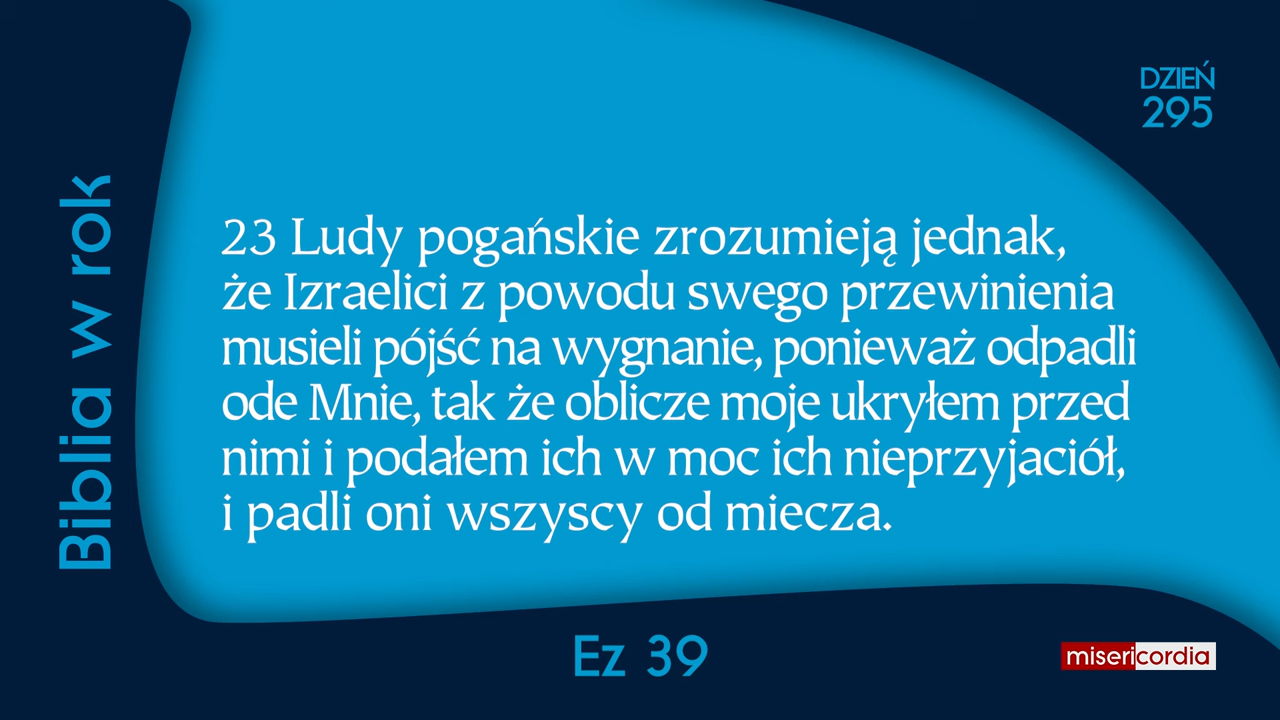 DZIEŃ
295
Biblia w rok
23 Ludy pogańskie zrozumieją jednak,
że Izraelici z powodu swego przewinienia
musieli pójść na wygnanie, ponieważ odpadli
ode Mnie, tak że oblicze moje ukryłem przed
nimi i podałem ich w moc ich nieprzyjaciół,
i padli oni wszyscy od miecza.
Ez 39
misericordia